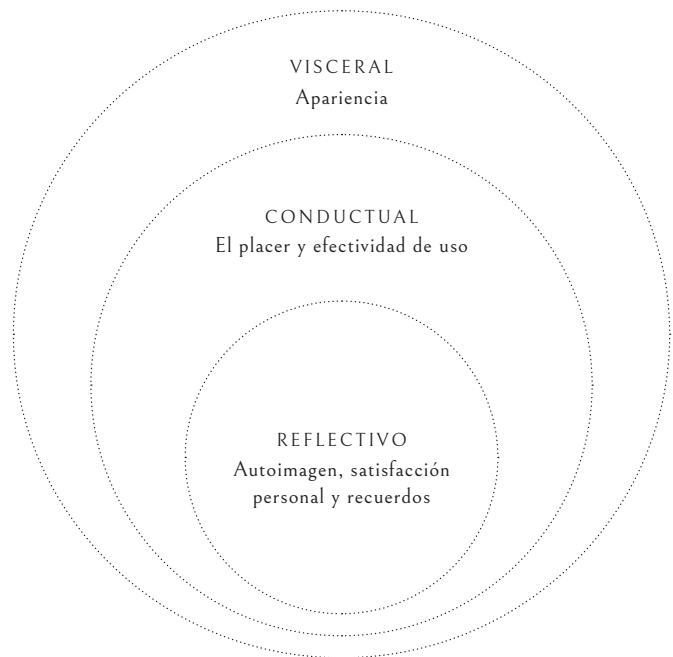 VISCERAL
Apariencia
CONDUCTUAL
El placer y efectividad de uso
REFLECTIVO
Autoimagen, satisfacción
personal y recuerdos